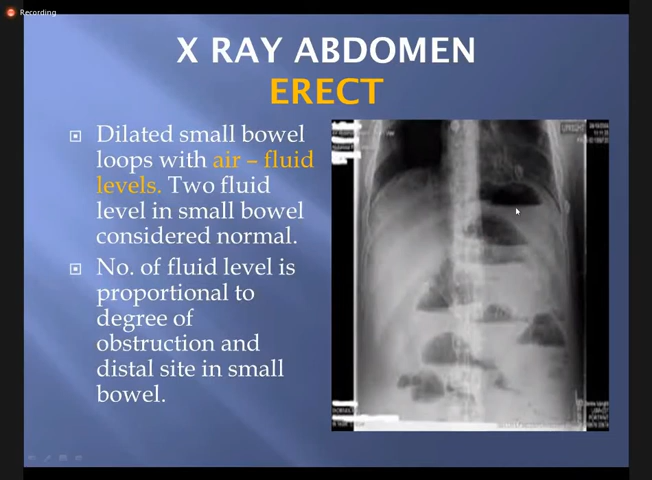 Recording
X RAY ABDOMEN
ERECT
Dilated small bowel
loops with air – fluid
levels. Two fluid
level in small bowel
considered normal.
No. of fluid level is
proportional to
degree of
obstruction and
distal site in small
bowel.